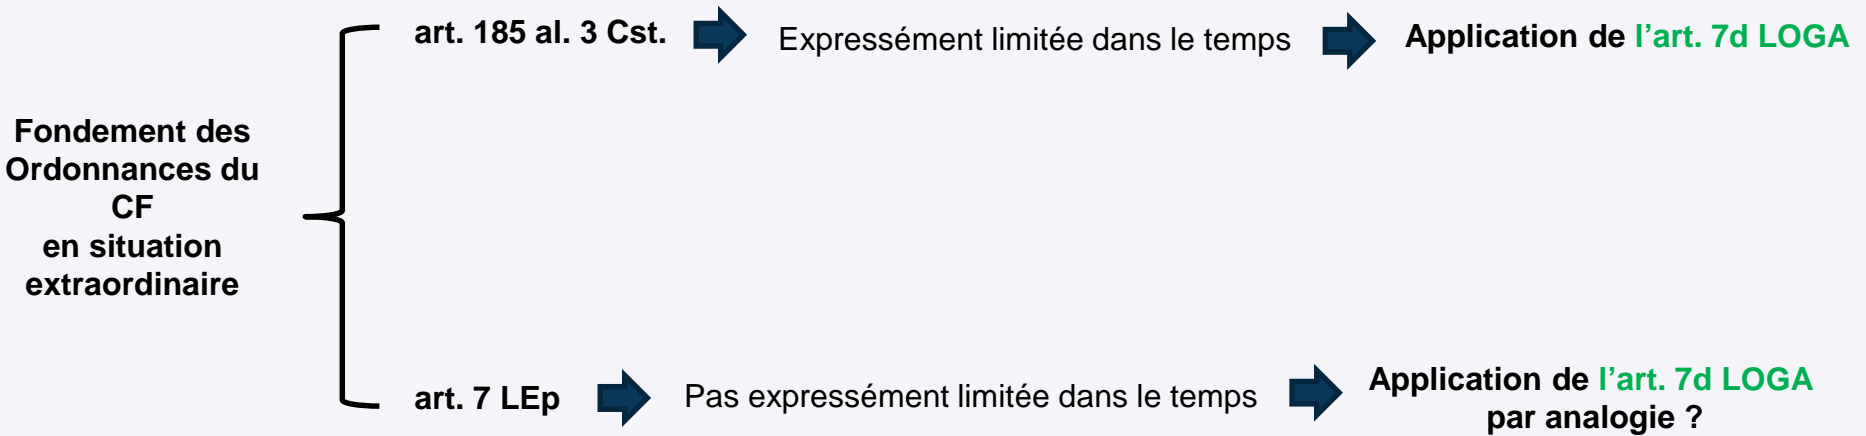 Fondement des
Ordonnances du
CF
en situation
extraordinaire
art. 185 al. 3 Cst.
Expressément limitée dans le temps
Application de l’art. 7d LOGA
art. 7 LEp
Pas expressément limitée dans le temps
Application de l’art. 7d LOGA
par analogie ?